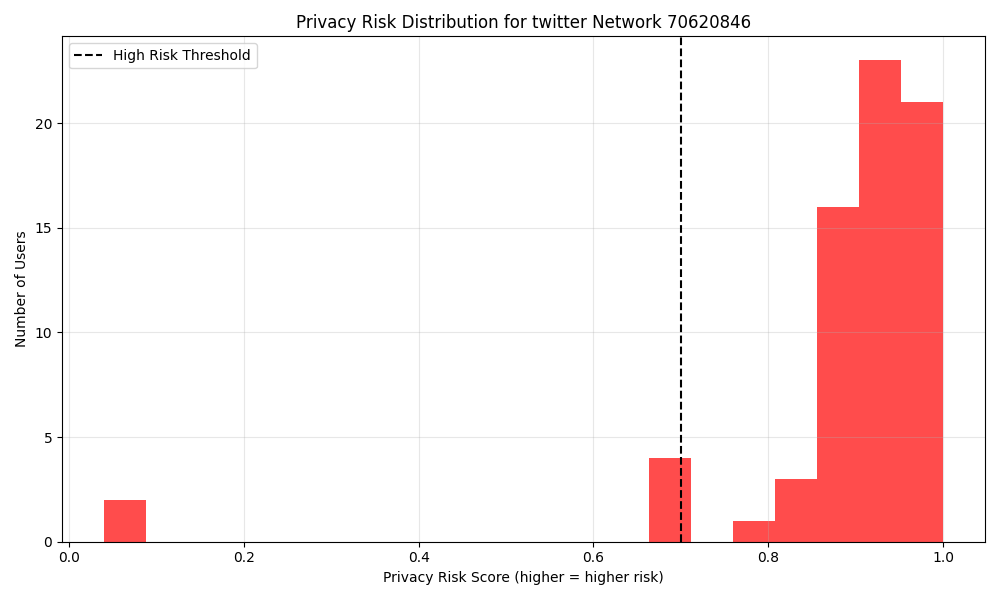 Privacy Risk Distribution for twitter Network 70620846
High Risk Threshold
Number of Users
20
15
10
5
0
0.0 0.2 0.4 0.6 0.8 1.0
Privacy Risk Score (higher = higher risk)